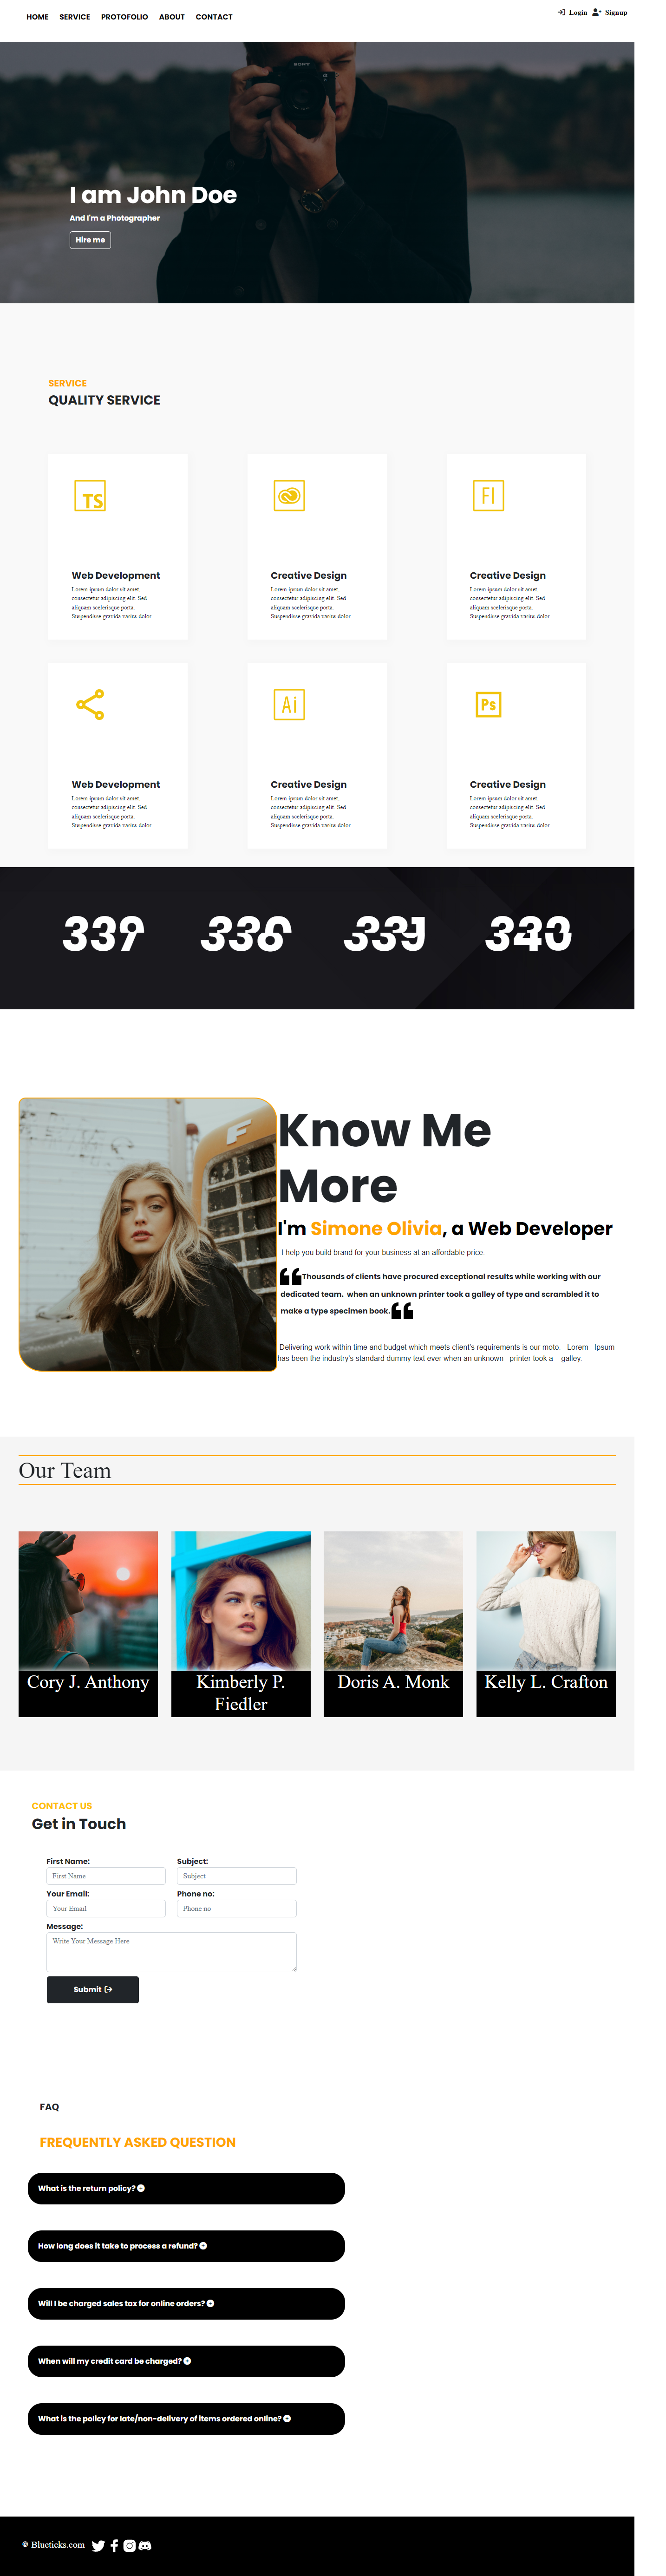 HOME SERVICE PROTOFOLIO ABOUT CONTACT Login Signup
SONY
I am John Doe
And I'm a Photographer
Hire me
SERVICE
QUALITY SERVICE
TS Fl
Web Development
Lorem ipsum dolor sit amet,
consectetur adipiscing elit. Sed
aliquam scelerisque porta.
Suspendisse gravida varius dolor.
Creative Design
Lorem ipsum dolor sit amet,
consectetur adipiscing elit. Sed
aliquam scelerisque porta.
Suspendisse gravida varius dolor.
Creative Design
Lorem ipsum dolor sit amet,
consectetur adipiscing elit. Sed
aliquam scelerisque porta.
Suspendisse gravida varius dolor.
Ai Ps
Web Development
Lorem ipsum dolor sit amet,
consectetur adipiscing elit. Sed
aliquam scelerisque porta.
Suspendisse gravida varius dolor.
Creative Design
Lorem ipsum dolor sit amet,
consectetur adipiscing elit. Sed
aliquam scelerisque porta.
Suspendisse gravida varius dolor.
Creative Design
Lorem ipsum dolor sit amet,
consectetur adipiscing elit. Sed
aliquam scelerisque porta.
Suspendisse gravida varius dolor.
339 336 33 340
F
Know Me
More
I'm Simone Olivia, a Web Developer
I help you build brand for your business at an affordable price.
❝Thousands of clients have procured exceptional results while working with our
dedicated team. when an unknown printer took a galley of type and scrambled it to
make a type specimen book.❝
Delivering work within time and budget which meets client's requirements is our moto. Lorem Ipsum
has been the industry's standard dummy text ever when an unknown printer took a galley.
Our Team
Cory J. Anthony
Kimberly P.
Fiedler
Doris A. Monk
Kelly L. Crafton
CONTACT US
Get in Touch
First Name: Subject:
First Name Subject
Your Email: Phone no:
Your Email Phone no
Message:
Write Your Message Here
Submit
FAQ
FREQUENTLY ASKED QUESTION
What is the return policy?
How long does it take to process a refund?
Will I be charged sales tax for online orders?
When will my credit card be charged?
What is the policy for late/non-delivery of items ordered online?
© Blueticks.com